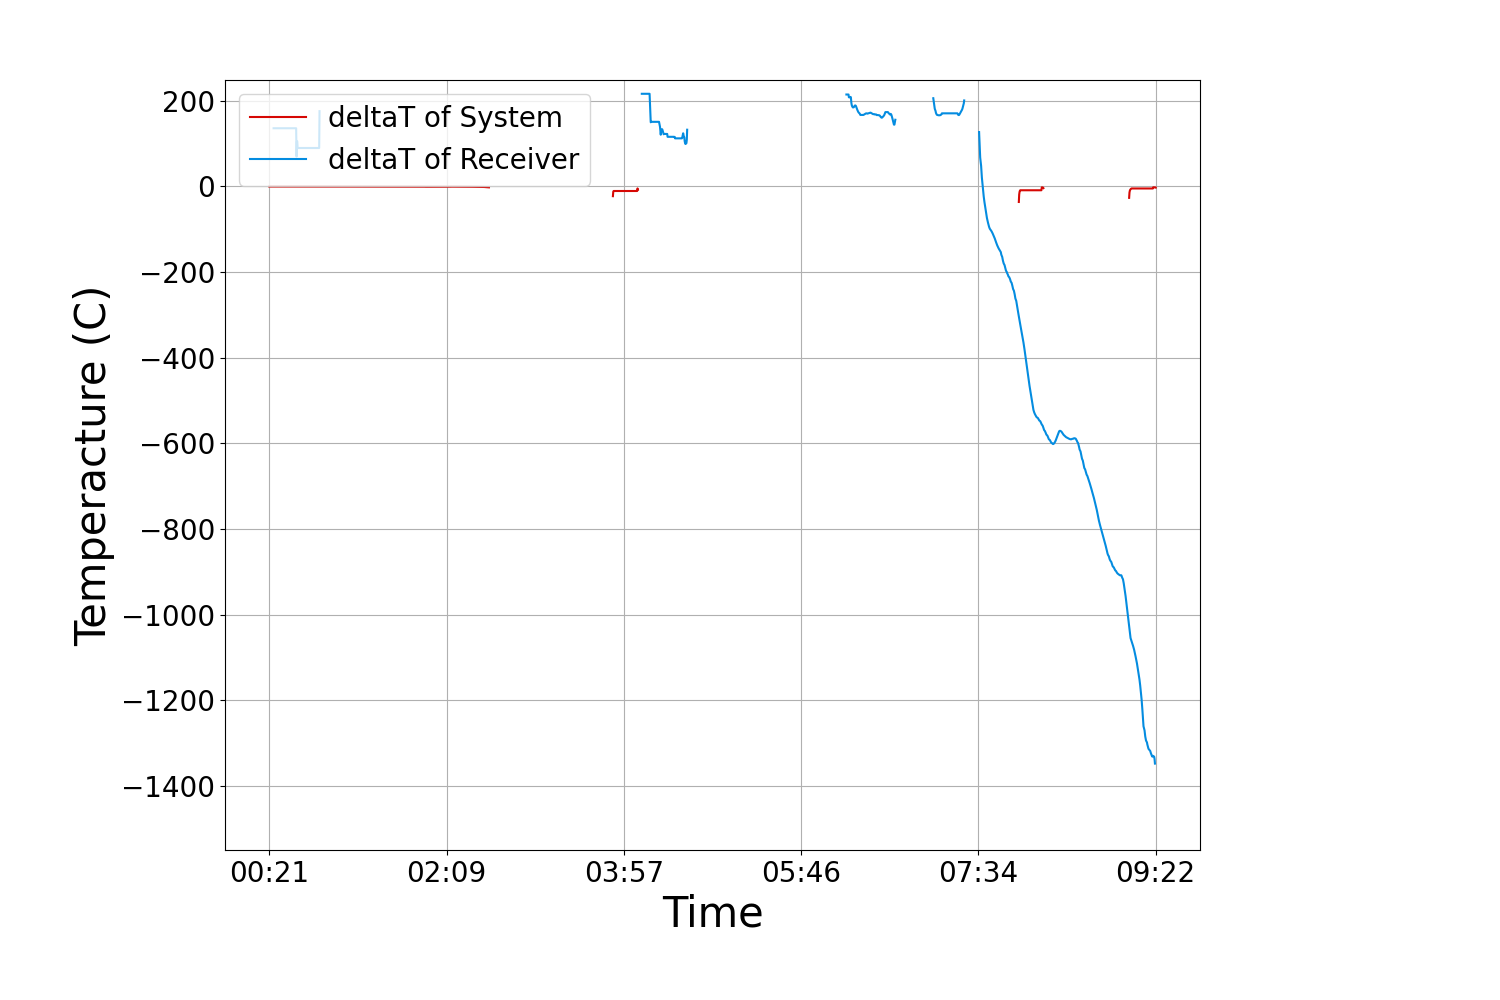 deltaT of System
deltaT of Receiver
200
0
−200
−400
−600
−800
−1000
−1200
−1400
Temperacture (C)
00:21 02:09 03:57 05:46 07:34 09:22
Time